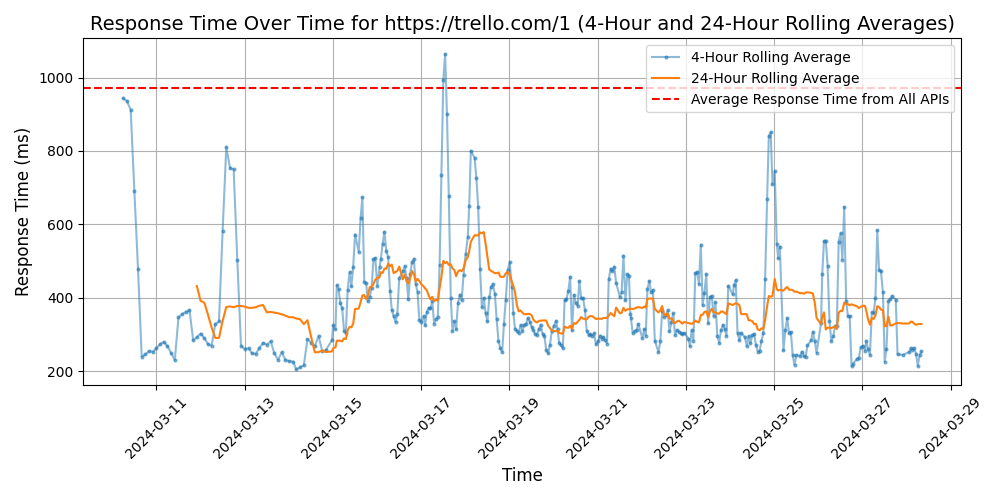 Response Time Over Time for https://trello.com/1 (4-Hour and 24-Hour Rolling Averages)
4-Hour Rolling Average
24-Hour Rolling Average
Average Response Time from All APIs
Response Time (ms)
1000
800
600
400
200
2024-03-11
2024-03-13
2024-03-15
2024-03-17
2024-03-19
2024-03-21
2024-03-23
2024-03-25
2024-03-27
2024-03-29
Time